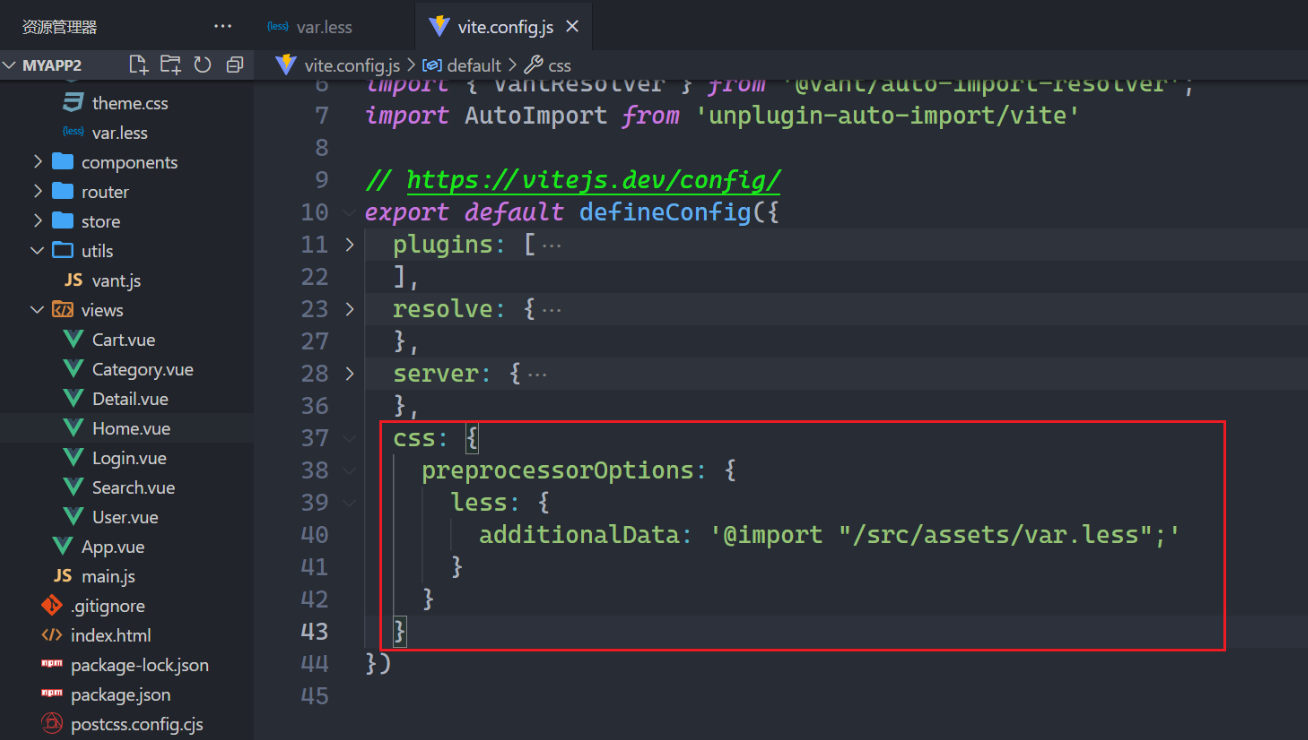 资源管理器 ···
MYAPP2
theme.css
{less} var.less
components
router
store
utils
JS vant.js
views
Cart.vue
Category.vue
Detail.vue
Home.vue
Login.vue
Search.vue
User.vue
App.vue
JS main.js
.gitignore
index.html
npm package-lock.json
npm package.json
postcss.config.cjs
{less} var.less
vite.config.js ×
vite.config.js > default > css
6 import { VantResolver } from '@vant/auto-import-resolver';
7 import AutoImport from 'unplugin-auto-import/vite'
8
9 // https://vitejs.dev/config/
10 export default defineConfig({
11 plugins: [ ···
22 ],
23 resolve: { ···
27 },
28 server: { ···
36 },
37 css: {
38 preprocessorOptions: {
39 less: {
40 additionalData: '@import "/src/assets/var.less";'
41 }
42 }
43 }
44 })
45